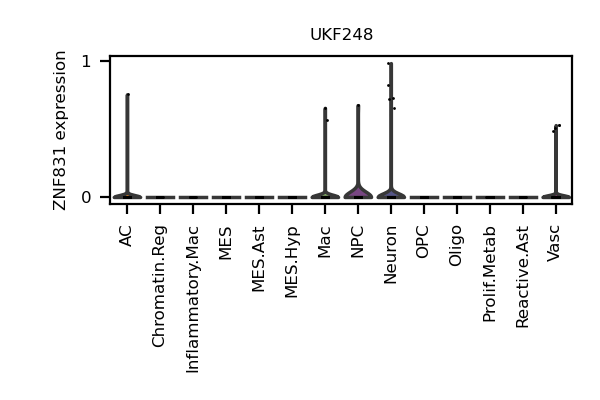 UKF248
ZNF831 expression
1
0
AC
Chromatin.Reg
Inflammatory.Mac
MES
MES.Ast
MES.Hyp
Mac
NPC
Neuron
OPC
Oligo
Prolif.Metab
Reactive.Ast
Vasc